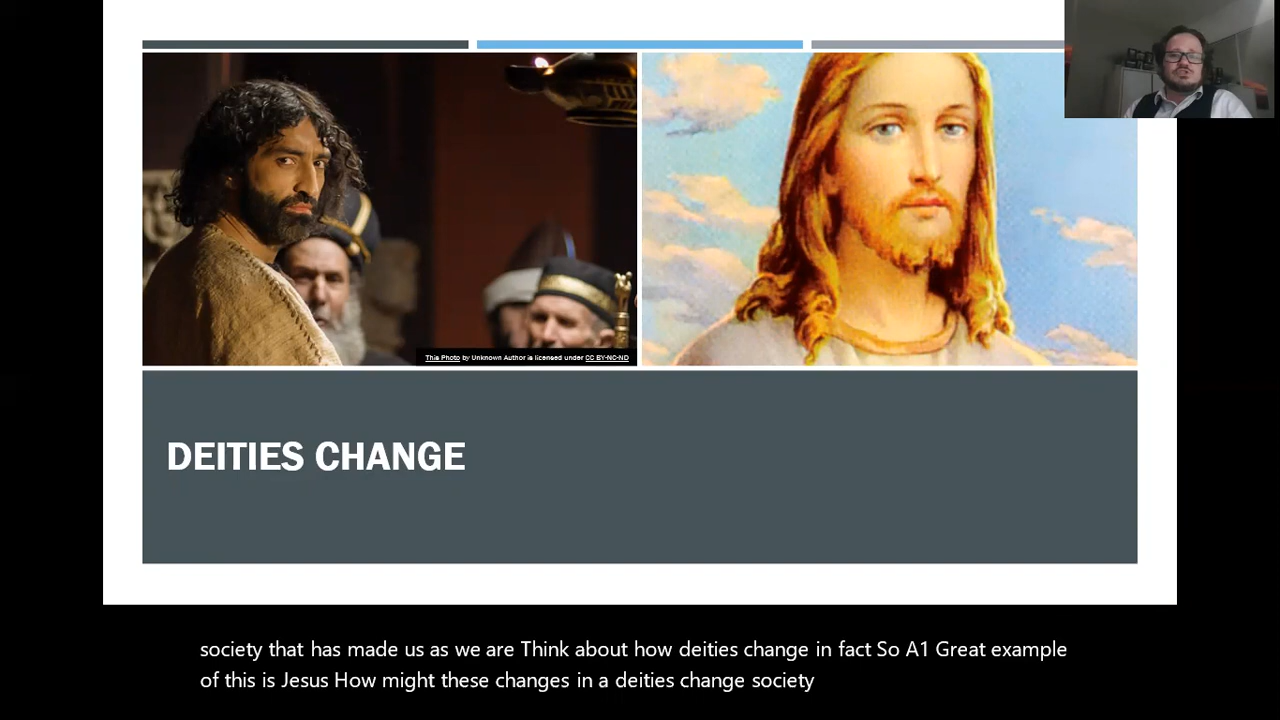 This Photo by Unknown Author is licensed under CC BY-NC-ND
DEITIES CHANGE
society that has made us as we are Think about how deities change in fact So A1 Great example
of this is Jesus How might these changes in a deities change society